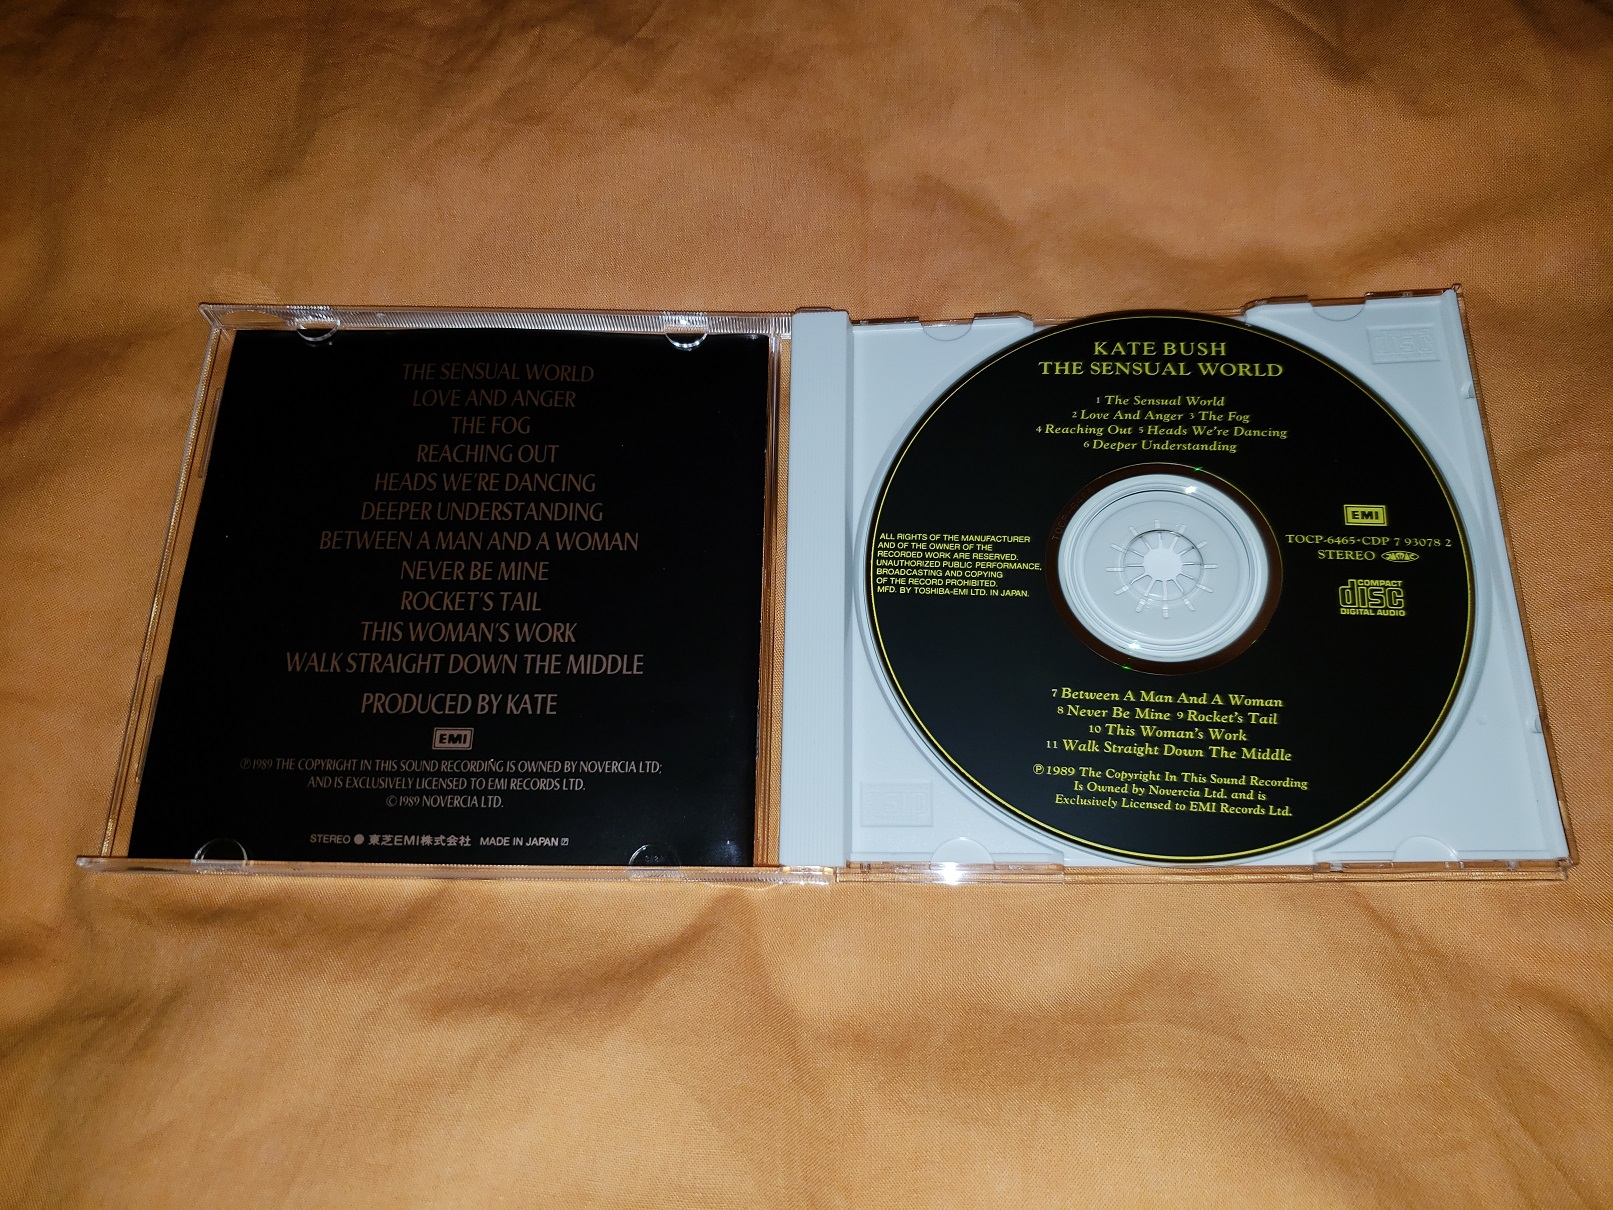 THE SENSUAL WORLD
LOVE AND ANGER
THE FOG
REACHING OUT
HEADS WE'RE DANCING
DEEPER UNDERSTANDING
BETWEEN A MAN AND A WOMAN
NEVER BE MINE
ROCKET'S TAIL
THIS WOMAN'S WORK
WALK STRAIGHT DOWN THE MIDDLE
PRODUCED BY KATE
EMI
℗1989 THE COPYRIGHT IN THIS SOUND RECORDING IS OWNED BY NOVERCIA LTD;
AND IS EXCLUSIVELY LICENSED TO EMI RECORDS LTD.
©1989 NOVERCIA LTD.
STEREO ● 東芝EMI株式会社 MADE IN JAPAN
KATE BUSH
THE SENSUAL WORLD
1 The Sensual World
2 Love And Anger 3 The Fog
4 Reaching Out 5 Heads We're Dancing
6 Deeper Understanding
ALL RIGHTS OF THE MANUFACTURER
AND OF THE OWNER OF THE
RECORDED WORK ARE RESERVED.
UNAUTHORIZED PUBLIC PERFORMANCE,
BROADCASTING AND COPYING
OF THE RECORD PROHIBITED.
MFD. BY TOSHIBA-EMI LTD. IN JAPAN.
EMI
TOCP-6465·CDP 7 93078 2
STEREO
COMPACT
disc
DIGITAL AUDIO
7 Between A Man And A Woman
8 Never Be Mine 9 Rocket's Tail
10 This Woman's Work
11 Walk Straight Down The Middle
℗1989 The Copyright In This Sound Recording
Is Owned by Novercia Ltd. and is
Exclusively Licensed to EMI Records Ltd.